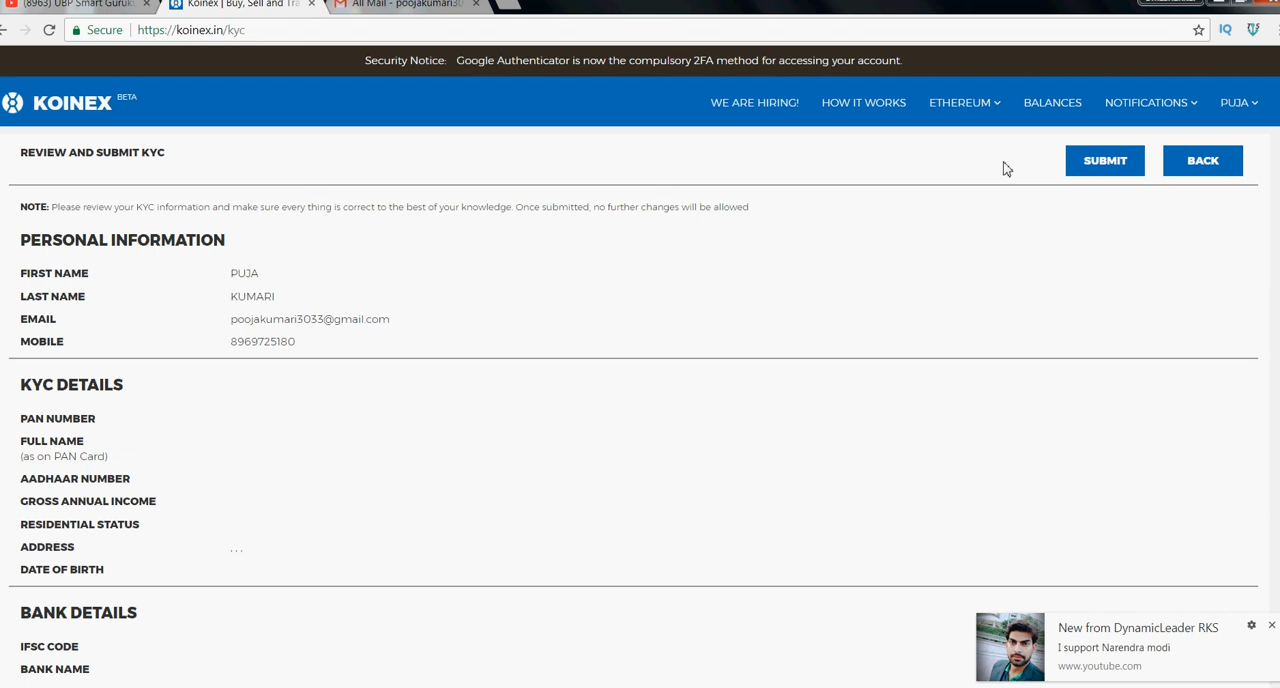 (8963) UBP Smart Guruk
Koinex | Buy, Sell and Tra
All Mail - poojakumari30
Secure
https://koinex.in/kyc
IQ
Security Notice: Google Authenticator is now the compulsory 2FA method for accessing your account.
KOINEX BETA
WE ARE HIRING!
HOW IT WORKS
ETHEREUM
BALANCES
NOTIFICATIONS
PUJA
REVIEW AND SUBMIT KYC
SUBMIT
BACK
NOTE: Please review your KYC information and make sure every thing is correct to the best of your knowledge. Once submitted, no further changes will be allowed
PERSONAL INFORMATION
FIRST NAME PUJA
LAST NAME KUMARI
EMAIL poojakumari3033@gmail.com
MOBILE 8969725180
KYC DETAILS
PAN NUMBER
FULL NAME
(as on PAN Card)
AADHAAR NUMBER
GROSS ANNUAL INCOME
RESIDENTIAL STATUS
ADDRESS , , ,
DATE OF BIRTH
BANK DETAILS
IFSC CODE
BANK NAME
New from DynamicLeader RKS
I support Narendra modi
www.youtube.com